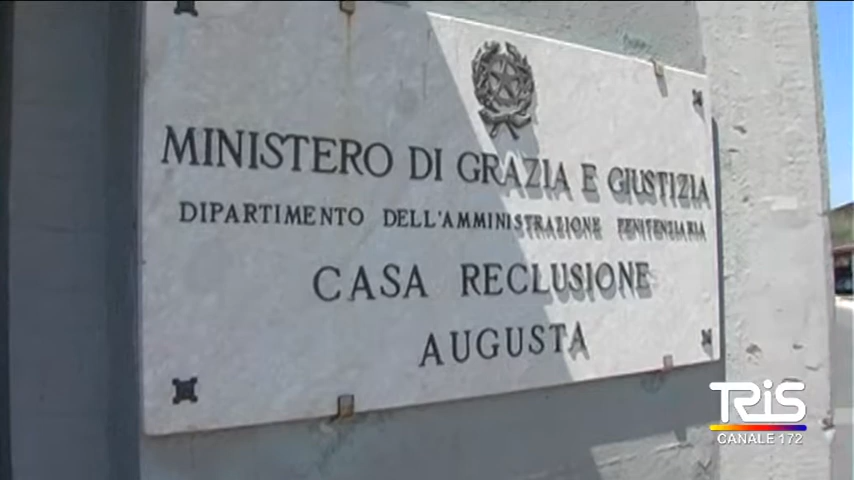 MINISTERO DI GRAZIA E GIUSTIZIA
DIPARTIMENTO DELL'AMMINISTRAZIONE PENITENZIARIA
CASA RECLUSIONE
AUGUSTA
TRiS
CANALE 172